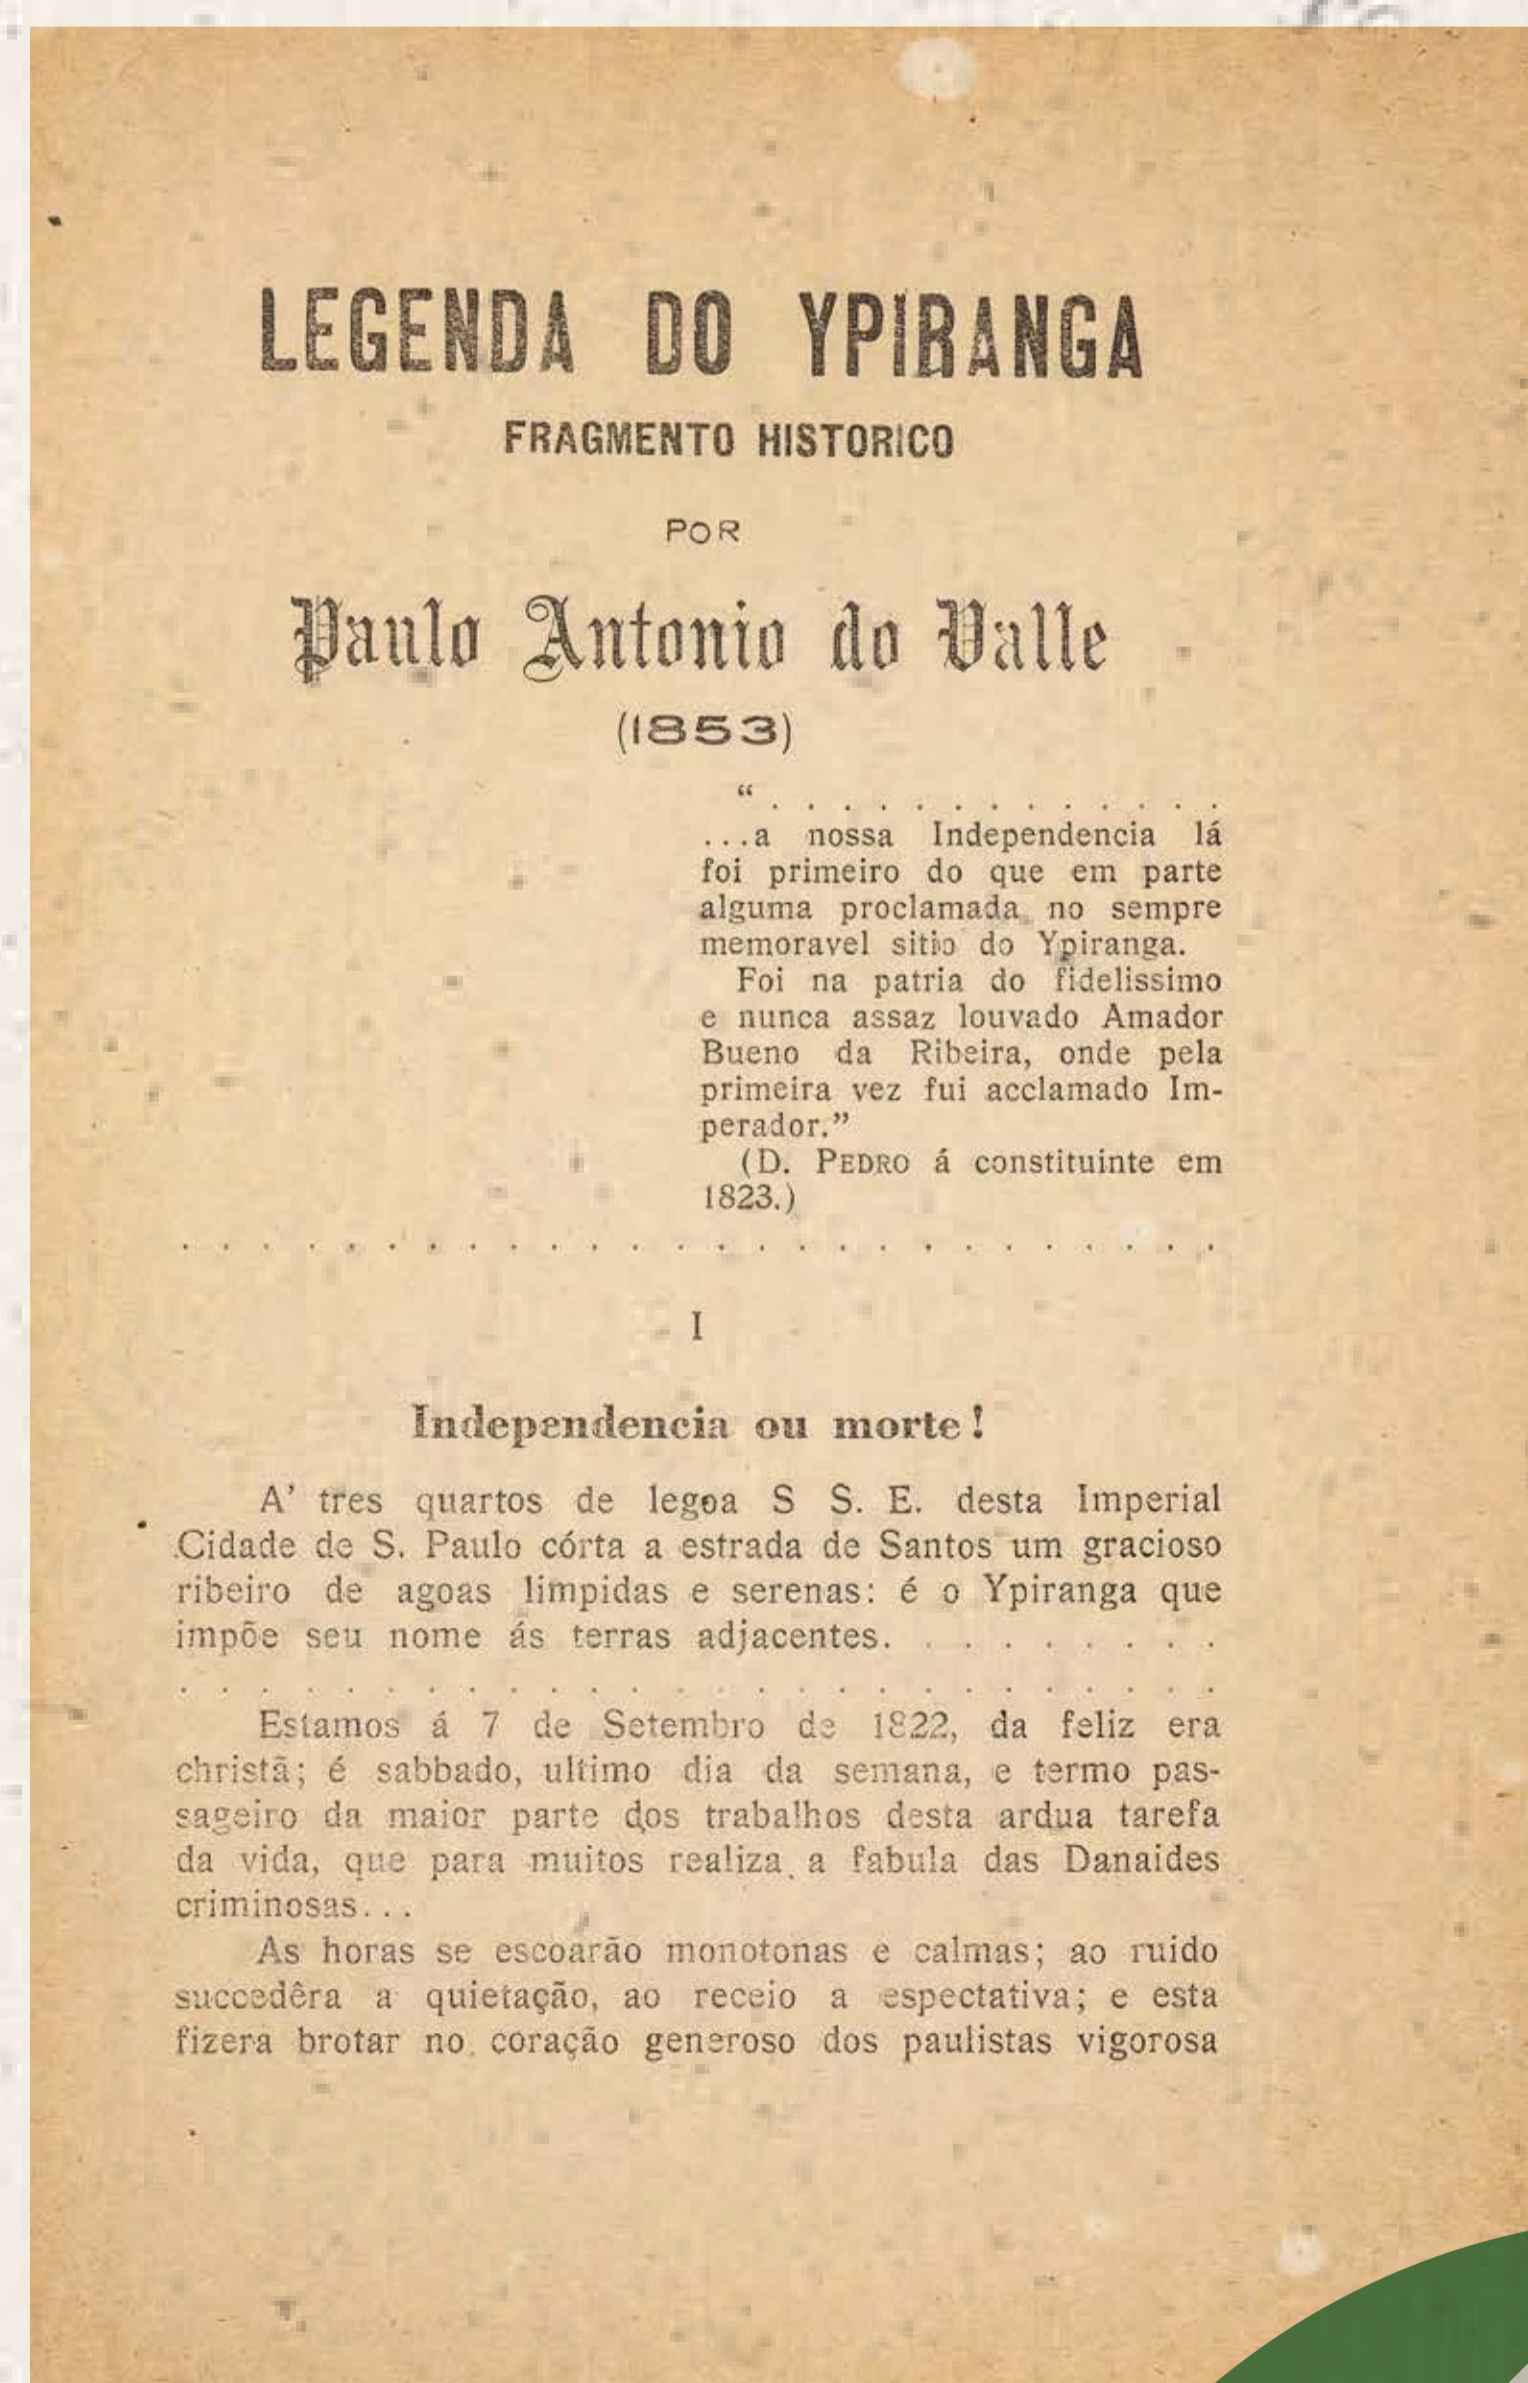 LEGENDA DO YPIRANGA
FRAGMENTO HISTORICO
POR
Paulo Antonio do Valle
(1853)
“. . . . . . . . . . . . .
...a nossa Independencia lá
foi primeiro do que em parte
alguma proclamada no sempre
memoravel sitio do Ypiranga.
Foi na patria do fidelissimo
e nunca assaz louvado Amador
Bueno da Ribeira, onde pela
primeira vez fui acclamado Im-
perador.”
(D. PEDRO á constituinte em
1823.)
. . . . . . . . . . . . . . . . . . . . . . . . . .
I
Independencia ou morte!
A’ tres quartos de legoa S S. E. desta Imperial
Cidade de S. Paulo córta a estrada de Santos um gracioso
ribeiro de agoas limpidas e serenas: é o Ypiranga que
impõe seu nome ás terras adjacentes. . . . . . . . .
. . . . . . . . . . . . . . . . . . . . . . . . . .
Estamos á 7 de Setembro de 1822, da feliz era
christã; é sabbado, ultimo dia da semana, e termo pas-
sageiro da maior parte dos trabalhos desta ardua tarefa
da vida, que para muitos realiza a fabula das Danaides
criminosas...
As horas se escoarão monotonas e calmas; ao ruido
succedêra a quietação, ao receio a espectativa; e esta
fizera brotar no coração generoso dos paulistas vigorosa